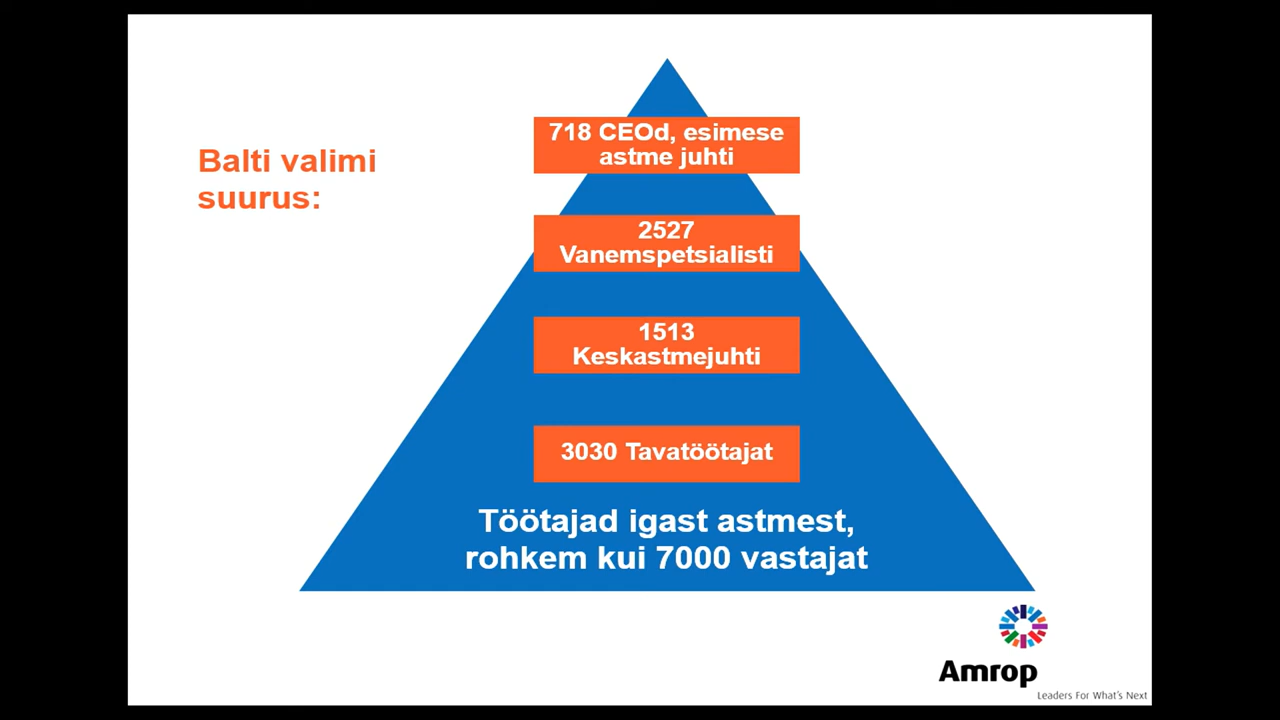 Balti valimi
suurus:
718 CEOd, esimese
astme juhti
2527
Vanemspetsialisti
1513
Keskastmejuhti
3030 Tavatöötajat
Töötajad igast astmest,
rohkem kui 7000 vastajat
Amrop
Leaders For What's Next